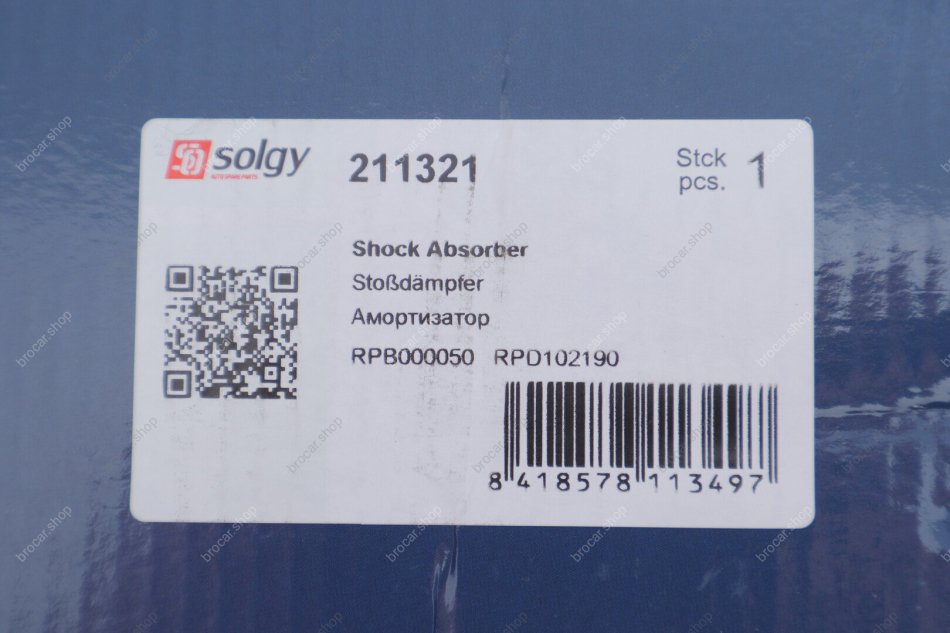 solgy
AUTO SPARE PARTS
211321
Stck
pcs.
1
Shock Absorber
Stoßdämpfer
Амортизатор
RPB000050 RPD102190
8 418578 113497
brocar.shop